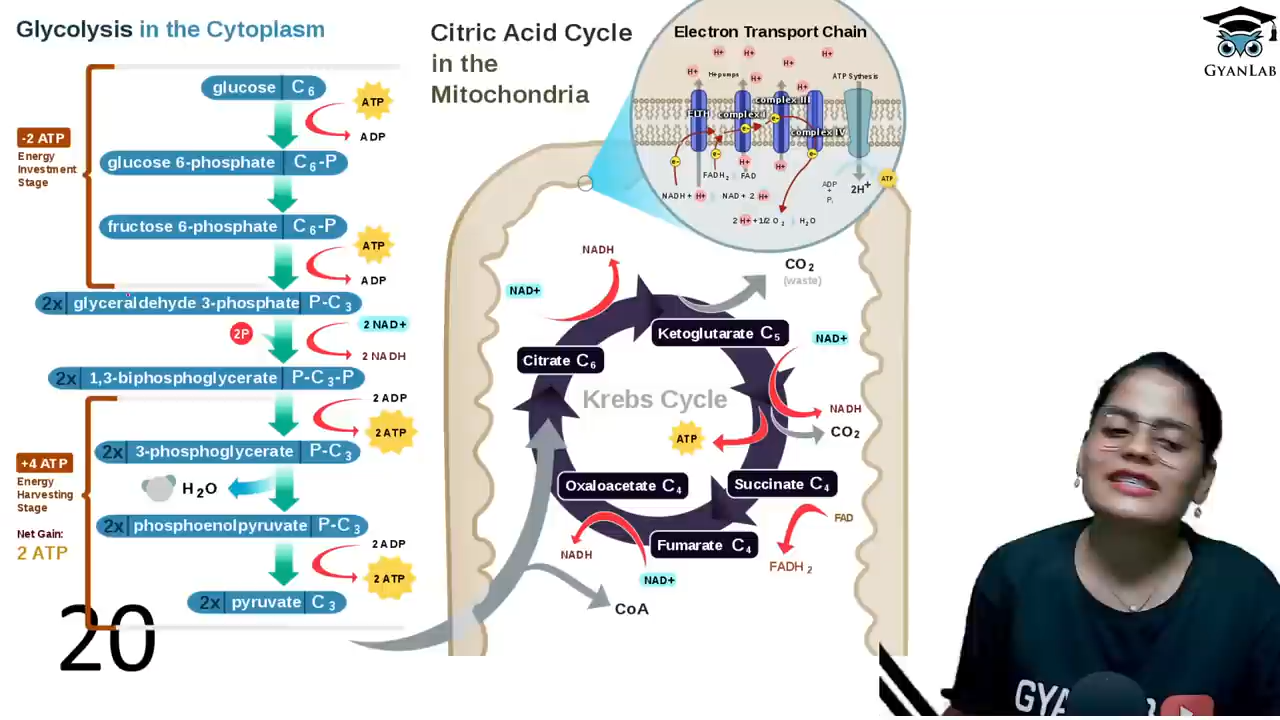 Glycolysis in the Cytoplasm
glucose C6
ATP
ADP
-2 ATP
Energy
Investment
Stage
glucose 6-phosphate C6-P
fructose 6-phosphate C6-P
ATP
ADP
2x glyceraldehyde 3-phosphate P-C3
2P
2 NAD+
2 NADH
2x 1,3-biphosphoglycerate P-C3-P
2 ADP
2 ATP
+4 ATP
Energy
Harvesting
Stage
Net Gain:
2 ATP
2x 3-phosphoglycerate P-C3
H2O
2x phosphoenolpyruvate P-C3
2 ADP
2 ATP
2x pyruvate C3
20
Citric Acid Cycle
in the
Mitochondria
Electron Transport Chain
H+
H+
H+
H+
H+
H+
H+
ATP Sythesis
complex III
complex I
complex IV
e-
e-
e-
e-
e-
H+
H+
FADH2 FAD
NADH + H+
NAD + 2 H+
ADP
+
Pi
2H+
ATP
2 H+ +1/2 O2 H2O
NADH
NAD+
CO2
(waste)
Ketoglutarate C5
NAD+
Citrate C6
Krebs Cycle
NADH
CO2
ATP
Oxaloacetate C4
Succinate C4
FAD
Fumarate C4
FADH2
NADH
NAD+
CoA
GYANLAB